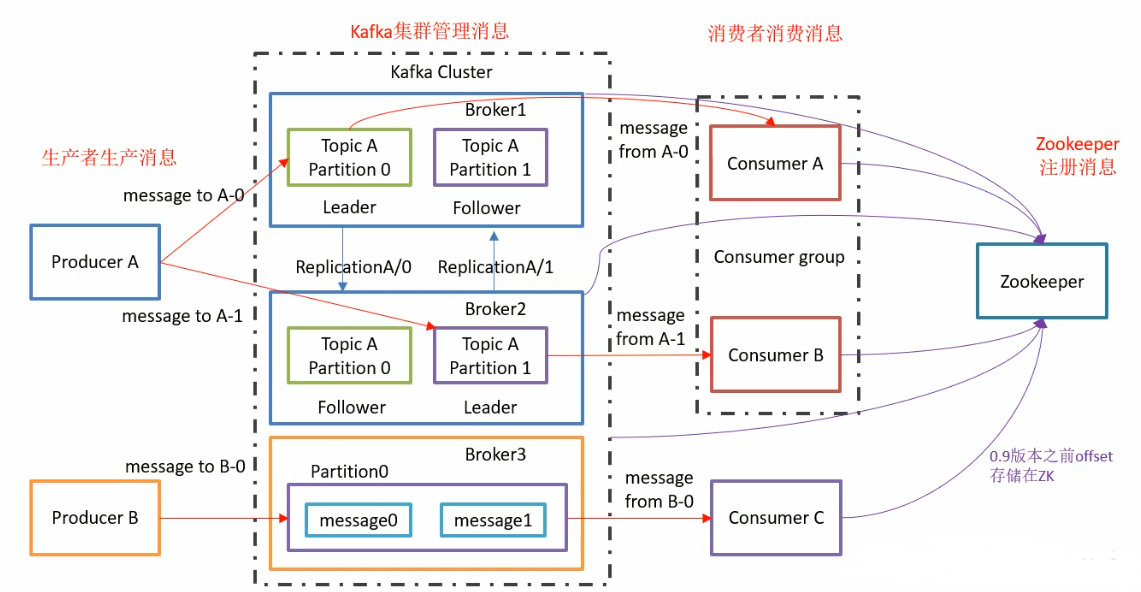 Kafka集群管理消息
消费者消费消息
Kafka Cluster
Broker1
Topic A
Partition 0
Topic A
Partition 1
Leader
Follower
生产者生产消息
message to A-0
message
from A-0
Consumer A
Zookeeper
注册消息
Producer A
ReplicationA/0
ReplicationA/1
Consumer group
Zookeeper
message to A-1
Broker2
Topic A
Partition 0
Topic A
Partition 1
Follower
Leader
message
from A-1
Consumer B
message to B-0
Broker3
Partition0
message0
message1
Producer B
message
from B-0
Consumer C
0.9版本之前offset
存储在ZK